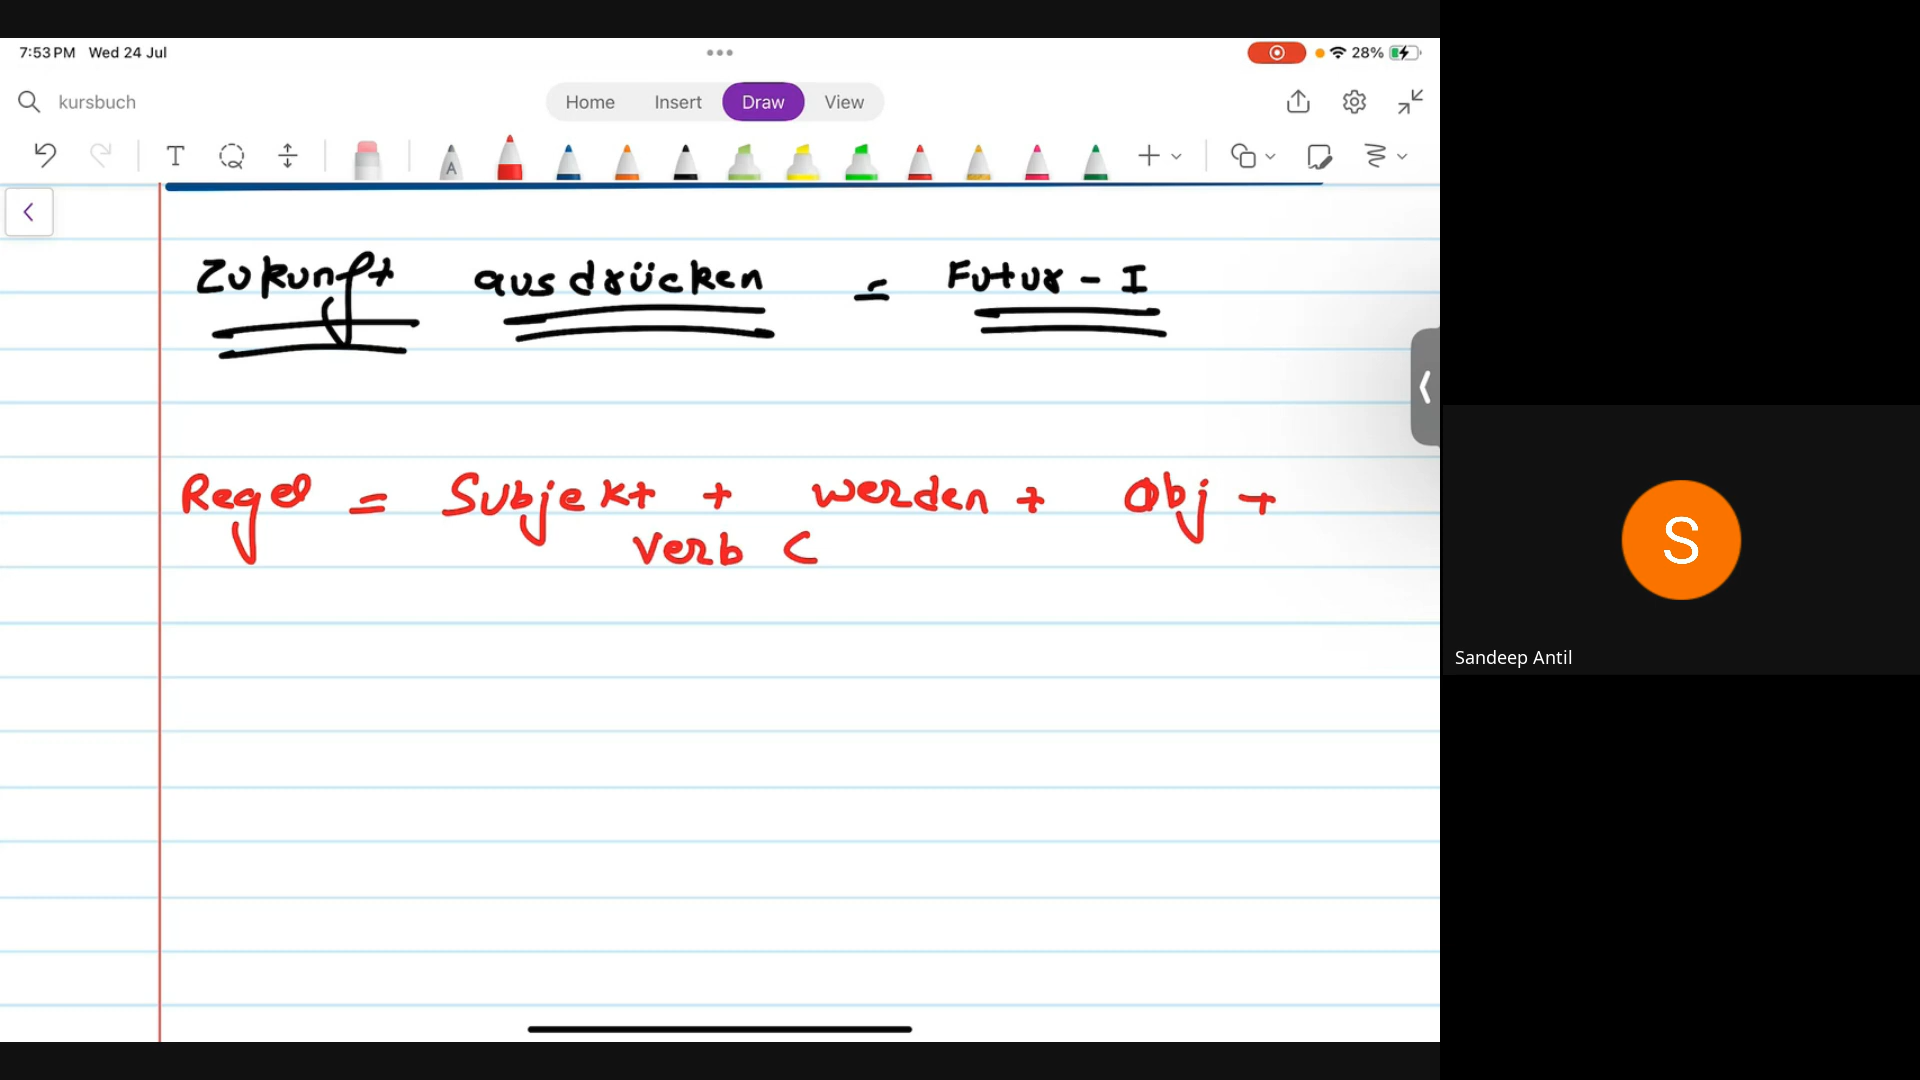 7:53 PM Wed 24 Jul
28%
kursbuch
Home Insert Draw View
T A
Zukunft ausdrücken = Futur - I
Regel = Subjekt + werden + Obj +
Verb (
S
Sandeep Antil